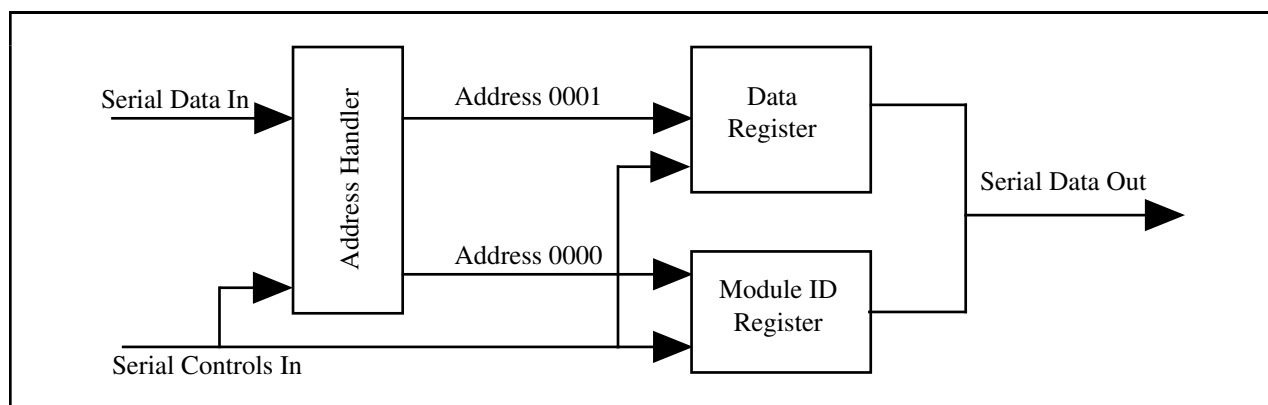 Serial Data In
Address Handler
Address 0001
Data
Register
Serial Data Out
Address 0000
Module ID
Register
Serial Controls In